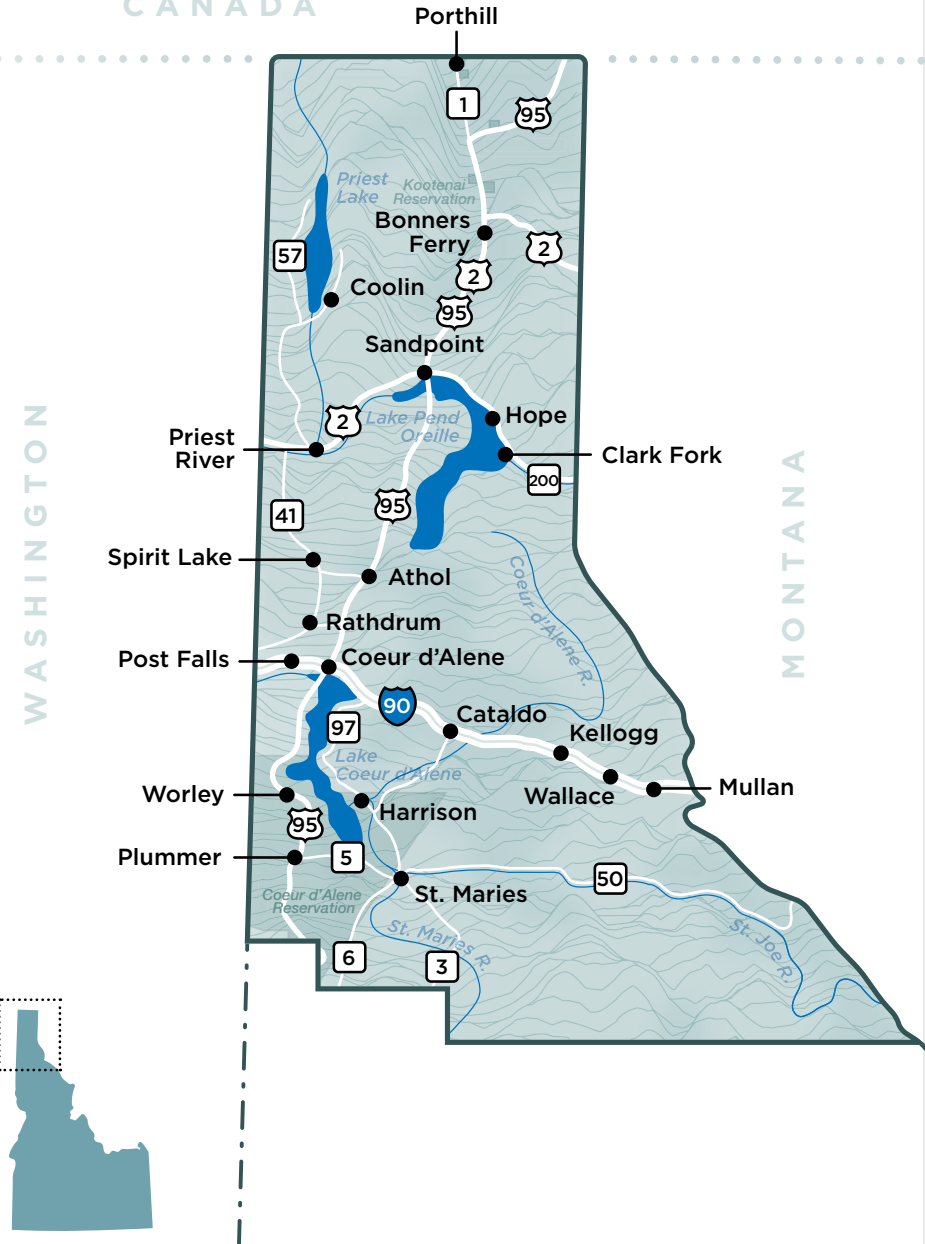 CANADA
Porthill
1
95
Priest
Lake
Kootenai
Reservation
Bonners
Ferry
2
57
2
Coolin
95
Sandpoint
2
Lake Pend
Oreille
Hope
Priest
River
Clark Fork
200
95
41
WASHINGTON
MONTANA
Spirit Lake
Athol
Coeur d'Alene R.
Rathdrum
Post Falls
Coeur d'Alene
90
97
Cataldo
Kellogg
Lake
Coeur d'Alene
Worley
Wallace
Mullan
Harrison
95
Plummer
5
50
Coeur d'Alene
Reservation
St. Maries
St. Maries R.
St. Joe R.
6
3